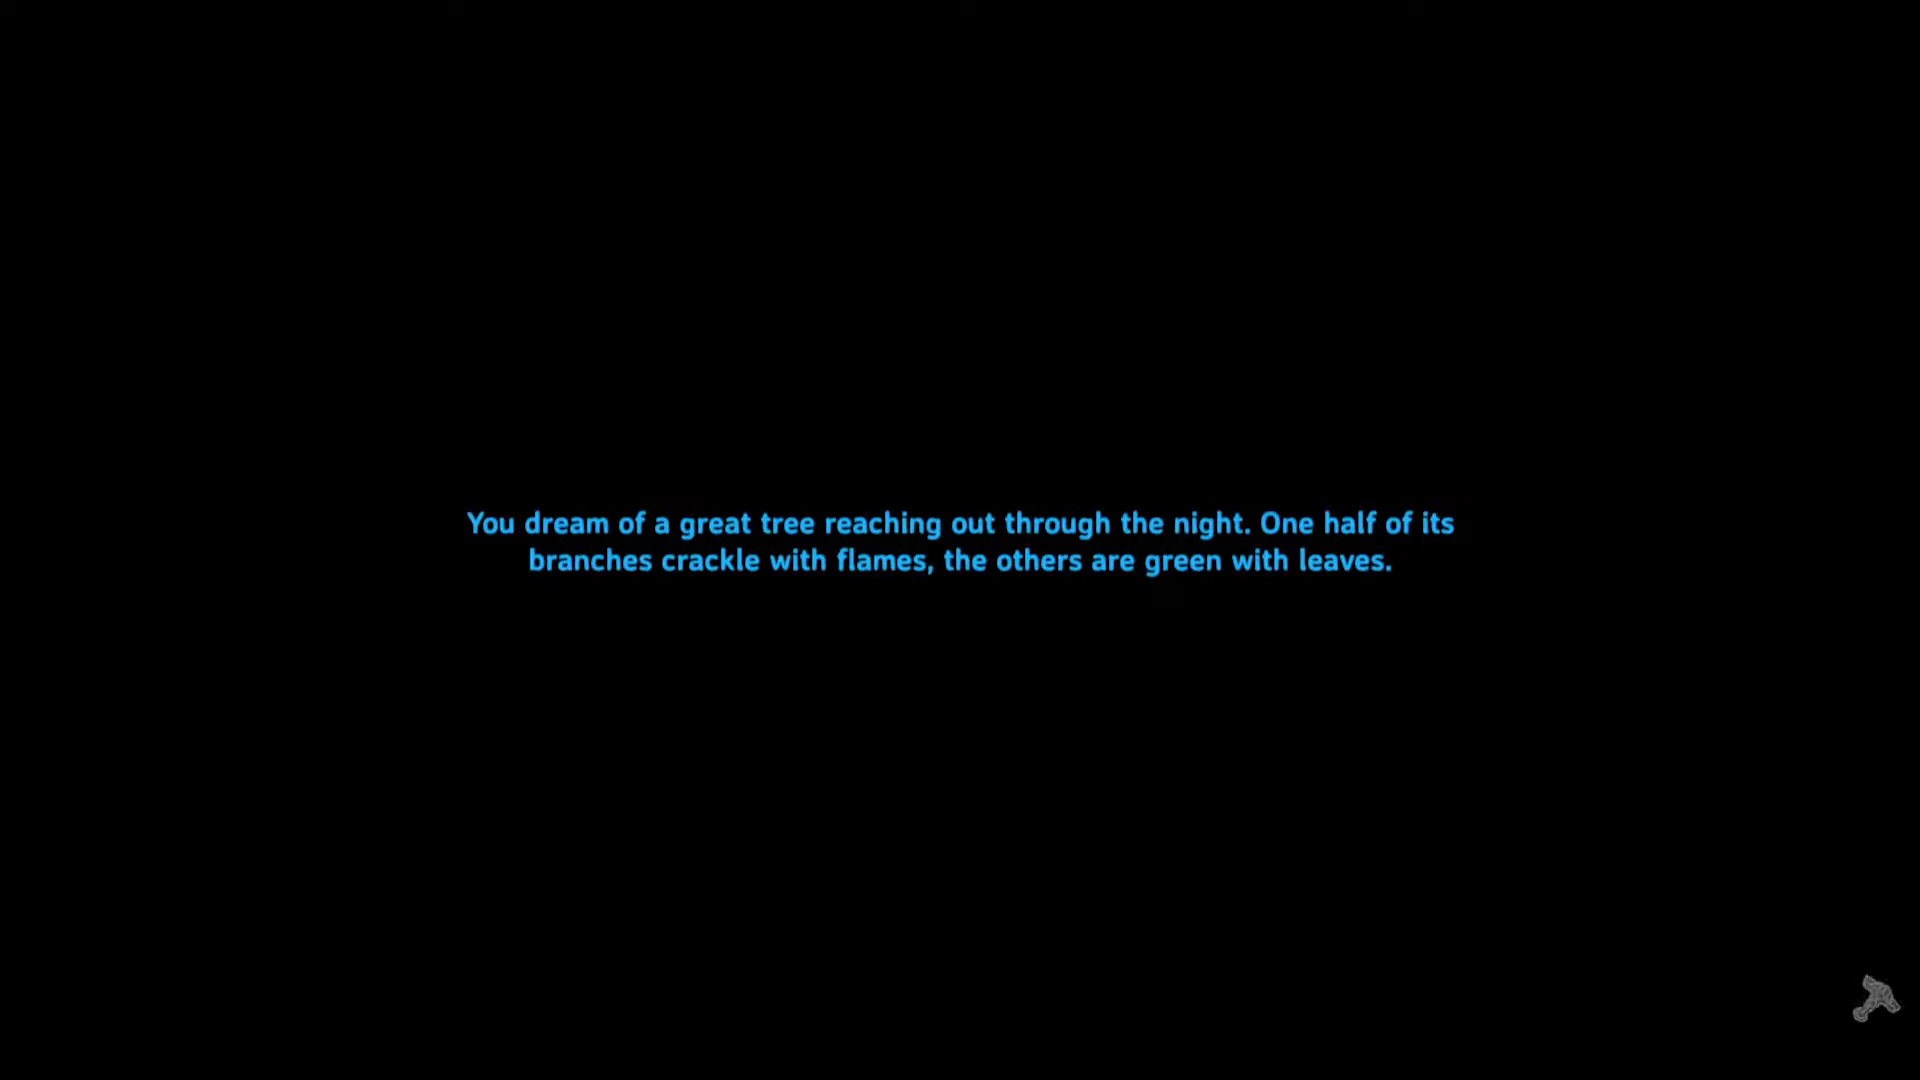 You dream of a great tree reaching out through the night. One half of its
branches crackle with flames, the others are green with leaves.